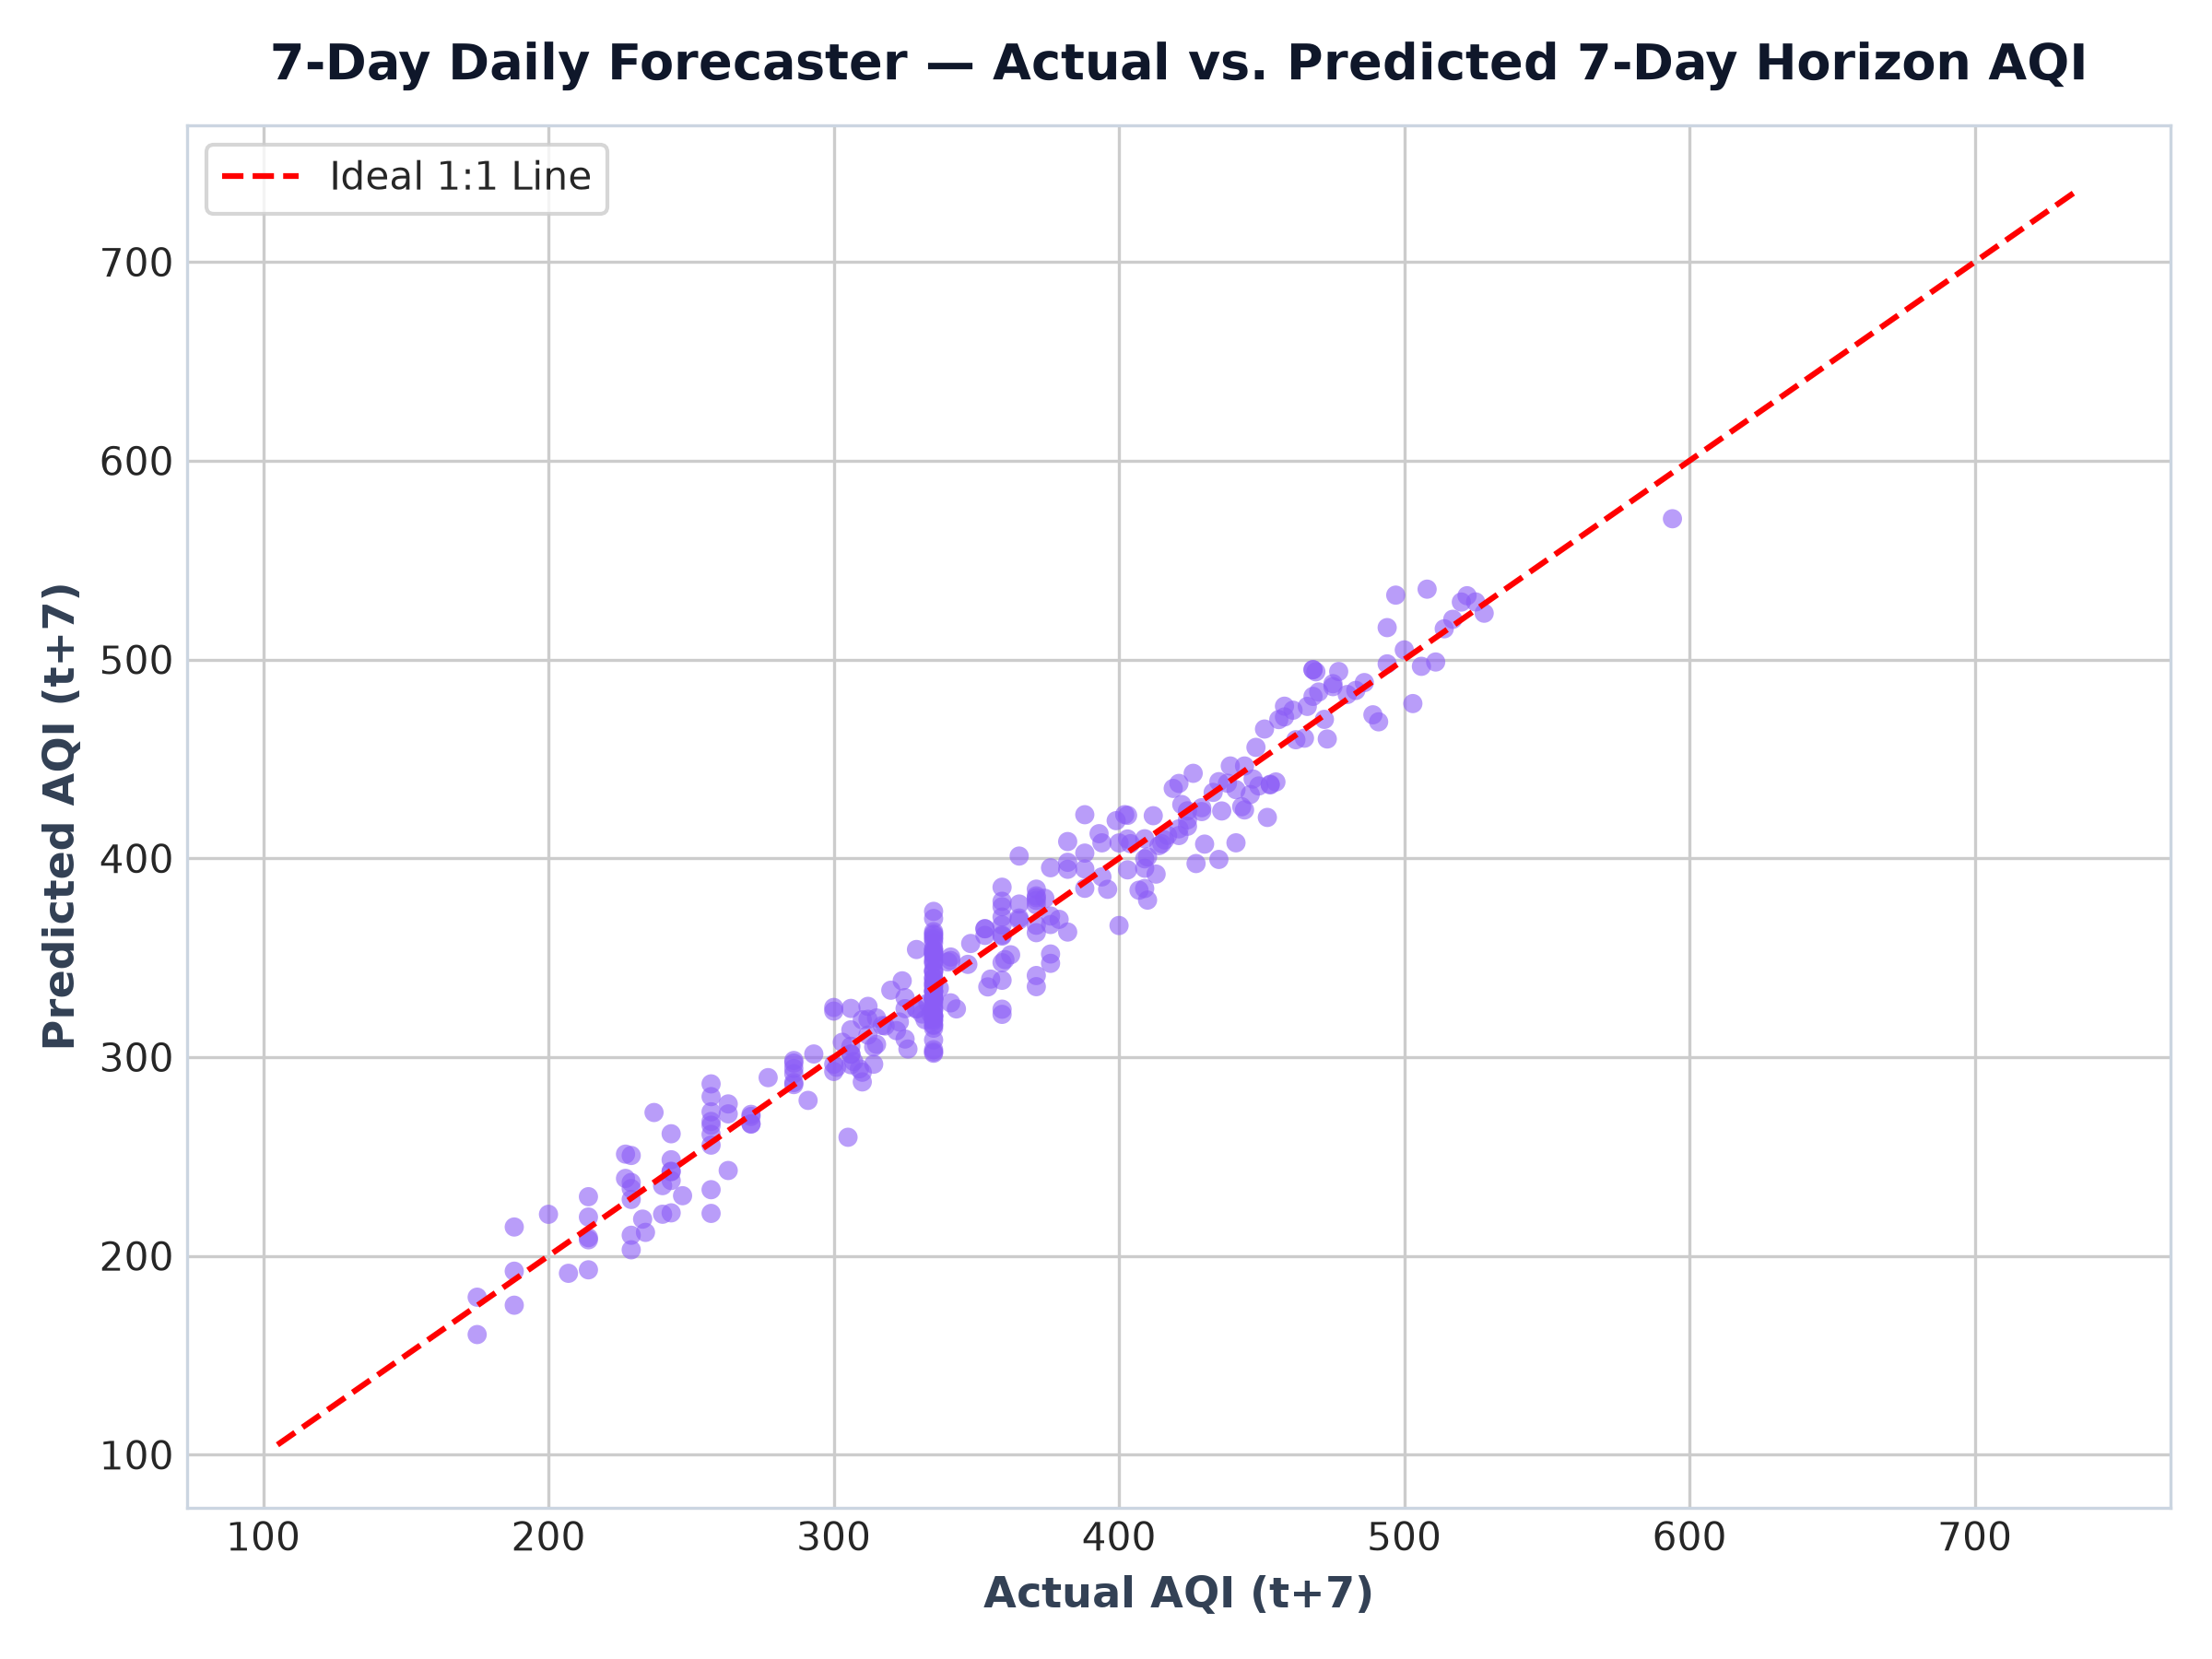 7-Day Daily Forecaster — Actual vs. Predicted 7-Day Horizon AQI
Ideal 1:1 Line
Predicted AQI (t+7)
700
600
500
400
300
200
100
100 200 300 400 500 600 700
Actual AQI (t+7)